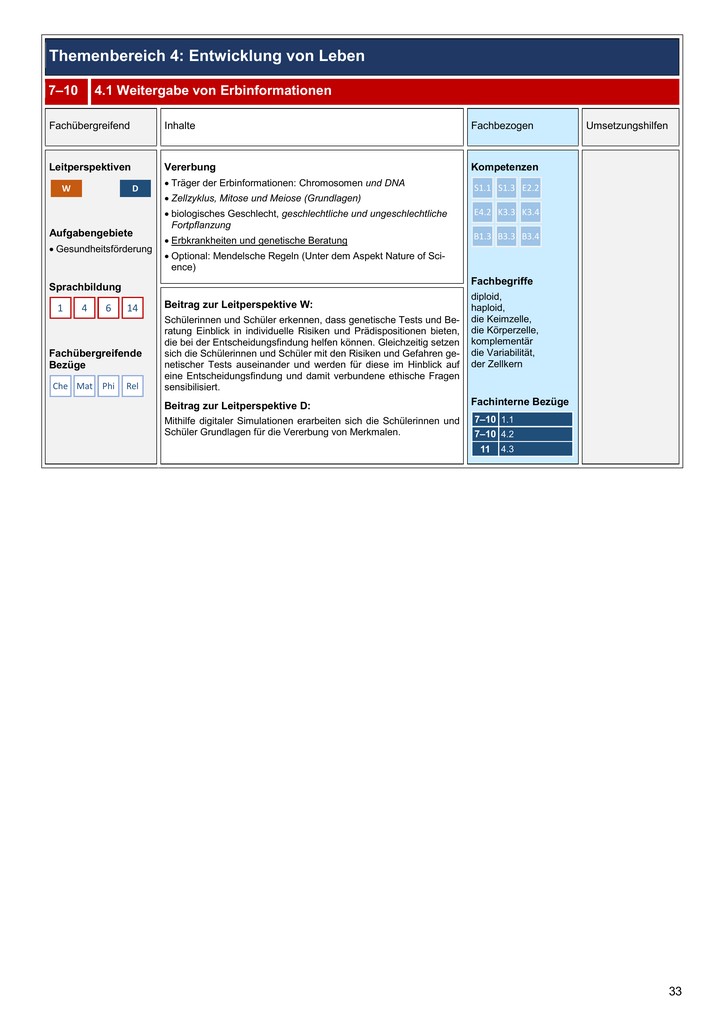 Themenbereich 4: Entwicklung von Leben
7–10 4.1 Weitergabe von Erbinformationen
Fachübergreifend
Inhalte
Fachbezogen
Umsetzungshilfen
Leitperspektiven
W D
Aufgabengebiete
• Gesundheitsförderung
Sprachbildung
1 4 6 14
Fachübergreifende
Bezüge
Che Mat Phi Rel
Vererbung
• Träger der Erbinformationen: Chromosomen und DNA
• Zellzyklus, Mitose und Meiose (Grundlagen)
• biologisches Geschlecht, geschlechtliche und ungeschlechtliche
Fortpflanzung
• Erbkrankheiten und genetische Beratung
• Optional: Mendelsche Regeln (Unter dem Aspekt Nature of Sci-
ence)
Beitrag zur Leitperspektive W:
Schülerinnen und Schüler erkennen, dass genetische Tests und Be-
ratung Einblick in individuelle Risiken und Prädispositionen bieten,
die bei der Entscheidungsfindung helfen können. Gleichzeitig setzen
sich die Schülerinnen und Schüler mit den Risiken und Gefahren ge-
netischer Tests auseinander und werden für diese im Hinblick auf
eine Entscheidungsfindung und damit verbundene ethische Fragen
sensibilisiert.
Beitrag zur Leitperspektive D:
Mithilfe digitaler Simulationen erarbeiten sich die Schülerinnen und
Schüler Grundlagen für die Vererbung von Merkmalen.
Kompetenzen
S1.1 S1.3 E2.2
E4.2 K3.3 K3.4
B1.3 B3.3 B3.4
Fachbegriffe
diploid,
haploid,
die Keimzelle,
die Körperzelle,
komplementär
die Variabilität,
der Zellkern
Fachinterne Bezüge
7–10 1.1
7–10 4.2
11 4.3
33